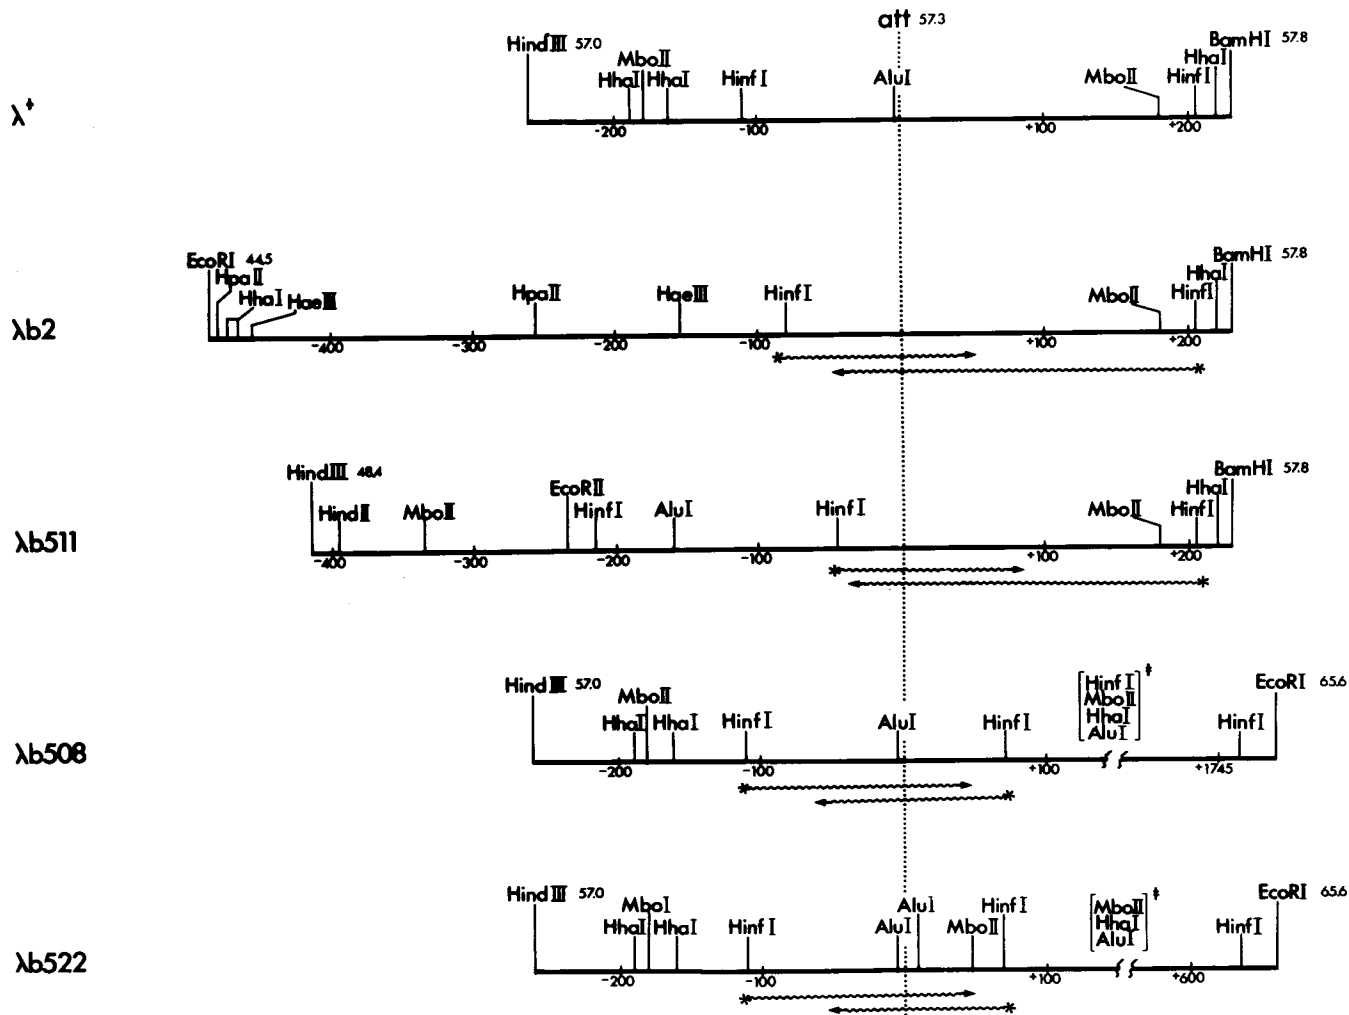 att 57.3
HindIII 57.0
BamHI 57.8
MboII
HhaI
HhaI HhaI HinfI AluI MboII HinfI
λ+
-200 -100 +100 +200
EcoRI 44.5
BamHI 57.8
HpaII
HhaI
HhaI HaeIII HpaII HaeIII HinfI MboII HinfI
λb2
-400 -300 -200 -100 +100 +200
* *
HindIII 48.4
BamHI 57.8
EcoRII
HhaI
HindII MboII HinfI AluI HinfI MboII HinfI
λb511
-400 -300 -200 -100 +100 +200
* *
HindIII 57.0
[HinfI MboII HhaI AluI]‡
EcoRI 65.6
MboII
HhaI HhaI HinfI AluI HinfI HinfI
λb508
-200 -100 +100 +1745
* *
HindIII 57.0
EcoRI 65.6
MboI AluI HinfI
[MboII HhaI AluI]‡
HhaI HhaI HinfI AluI MboII HinfI
λb522
-200 -100 +100 +600
* *